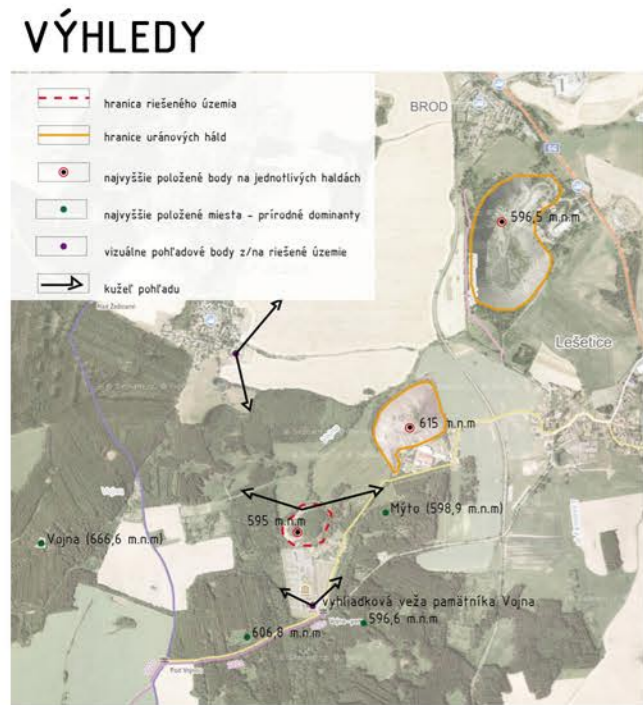 VÝHLEDY
hranica riešeného územia
hranice uránových háld
najvyššie položené body na jednotlivých haldách
najvyššie položené miesta - prírodné dominanty
vizuálne pohľadové body z/na riešené územie
kužeľ pohľadu
BROD
596,5 m.n.m
Lešetice
615 m.n.m
Vojna
595 m.n.m
Mýto (598,9 m.n.m)
Vojna (666,6 m.n.m)
vyhliadková veža pamätníka Vojna
596,6 m.n.m
606,8 m.n.m